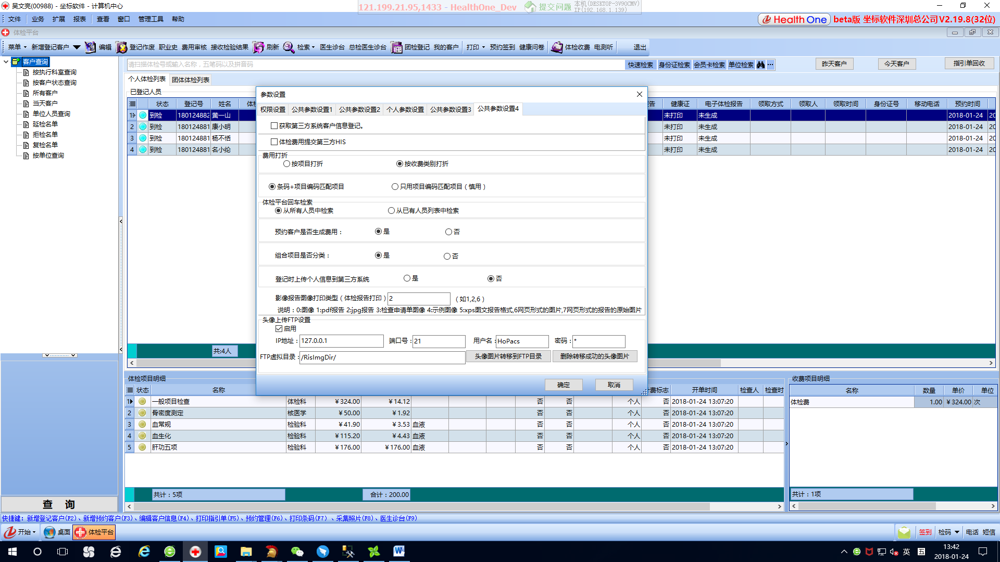 吴文亮(00988) - 坐标软件 - 计算机中心
121.199.21.95,1433 - HealthOne_Dev
提交问题
本机(DESKTOP-3V9OCMV)
IP(192.168.1.139)
文件 业务 扩展 报表 查看 窗口 管理工具 帮助
Health One beta版 坐标软件深圳总公司 V2.19.8(32位)
体检平台
菜单 新增登记客户 编辑 登记作废 职业史 费用审核 接收检验结果 刷新 检索 医生诊台 总检医生诊台 团检登记 我的客户 打印 预约签到 健康问卷 体检收费 电测听 退出
客户查询
按执行科室查询
按客户状态查询
所有客户
当天客户
单位人员查询
延检名单
拒检名单
复检名单
按单位查询
请扫描体检号或输入名称，五笔码以及拼音码
快速检索 身份证检索 会员卡检索 单位检索 ...
昨天客户 今天客户 指引单回收
个人体检列表 团体体检列表
已登记人员
状态 登记号 姓名 健康证 电子体检报告 领取方式 领取人 领取时间 身份证号 移动电话 预约时间
1 到检 180124882 黄一山 未打印 未生成 2018-01-24 20
2 到检 180124881 康小明 未打印 未生成 2018-01-24 20
3 到检 180124881 杨不恬 未打印 未生成 2018-01-24 20
4 到检 180124881 名小纶 未打印 未生成 2018-01-24 20
共:4人
参数设置
权限设置 公共参数设置1 公共参数设置2 个人参数设置 公共参数设置3 公共参数设置4
获取第三方系统客户信息登记。
体检费用提交第三方HIS
费用打折
按项目打折 按收费类别打折
条码+项目编码匹配项目 只用项目编码匹配项目（慎用）
体检平台回车检索
从所有人员中检索 从已有人员列表中检索
预约客户是否生成费用： 是 否
组合项目是否分类： 是 否
登记时上传个人信息到第三方系统 是 否
影像报告图像打印类型（体检报告打印） 2 （如1,2,6）
说明：0:图像 1:pdf报告 2:jpg报告 3:检查申请单图像 4:示例图像 5:xps图文报告格式,6网页形式的图片,7网页形式的报告的原始图片
头像上传FTP设置
启用
IP地址： 127.0.0.1 端口号： 21 用户名： HoPacs 密码： *
FTP虚拟目录： /RisImgDir/ 头像图片转移到FTP目录 删除转移成功的头像图片
确定 取消
体检项目明细
状态 名称 费标志 开单时间 检查人 检查时
1 一般项目检查 体检科 ￥324.00 ￥14.12 否 否 个人 否 2018-01-24 13:07:20
2 骨密度测定 核医学 ￥50.00 ￥1.92 否 否 个人 否 2018-01-24 13:07:20
3 血常规 检验科 ￥41.90 ￥3.53 血液 否 否 个人 否 2018-01-24 13:07:20
4 血生化 检验科 ￥115.20 ￥4.43 血液 否 否 个人 否 2018-01-24 13:07:20
5 肝功五项 检验科 ￥176.00 ￥176.00 血液 否 否 个人 否 2018-01-24 13:07:20
共计：5项 合计：200.00
收费项目明细
名称 数量 单价 单位
体检费 1.00 ￥324.00 次
共计：1项
查 询
快捷键：新增登记客户(F2)、新增预约客户(F3)、编辑客户信息(F4)、打印指引单(F5)、预约管理(F6)、打印条码(F7) 、采集照片(F8)、医生诊台(F9)
开始 桌面 体检平台 签到 检码 电话 短信
英 五
13:42
2018-01-24